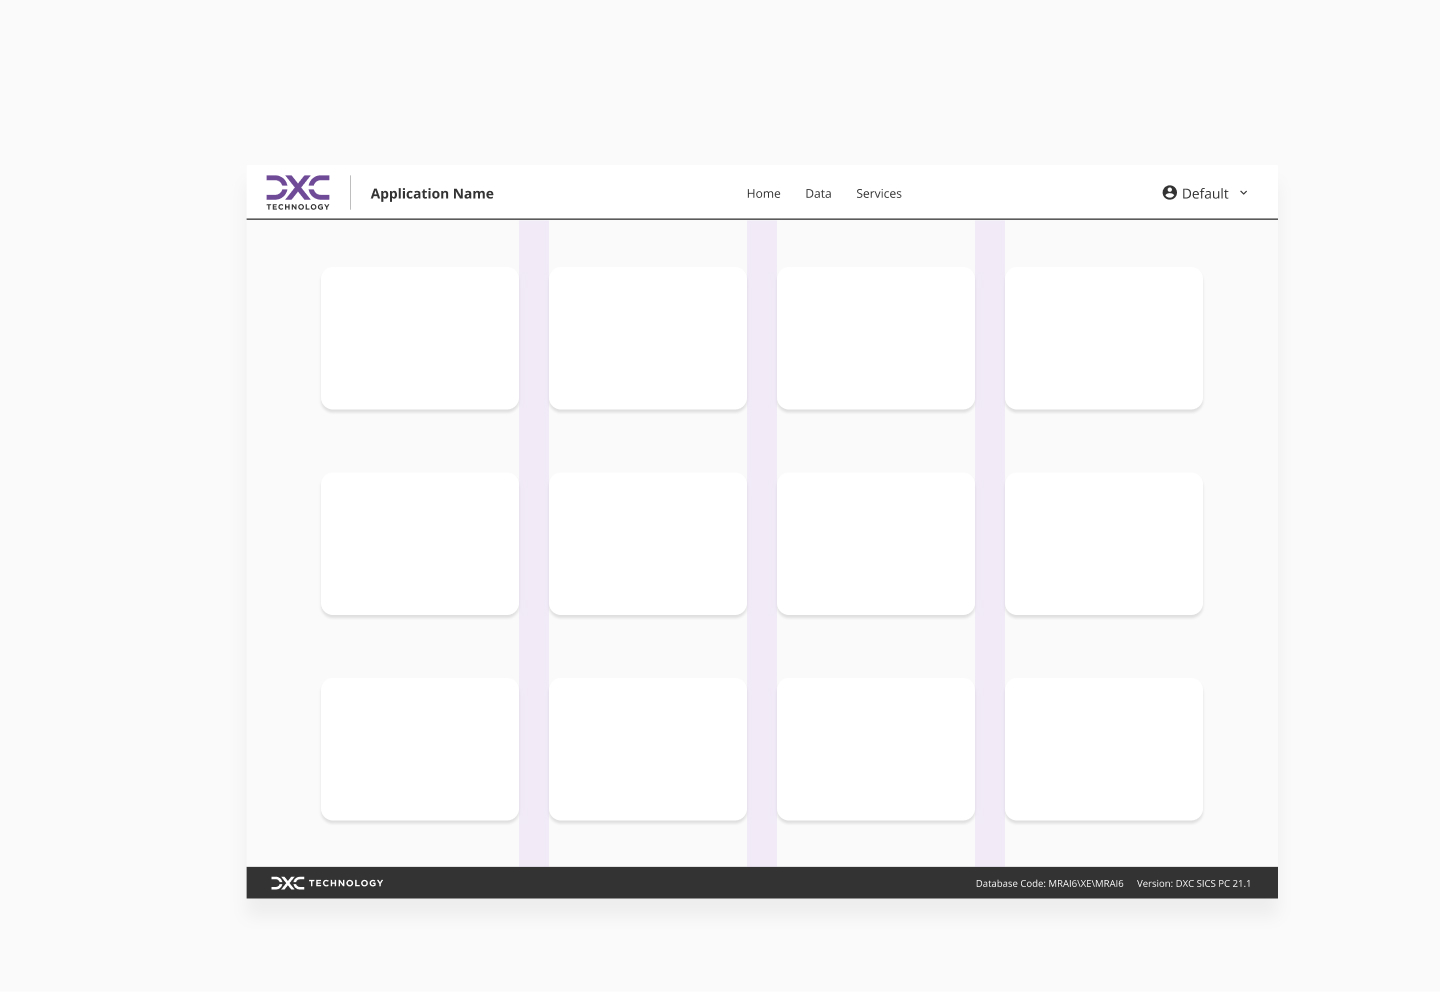 DXC
TECHNOLOGY
Application Name
Home Data Services
Default
DXC TECHNOLOGY
Database Code: MRAI6\XE\MRAI6 Version: DXC SICS PC 21.1